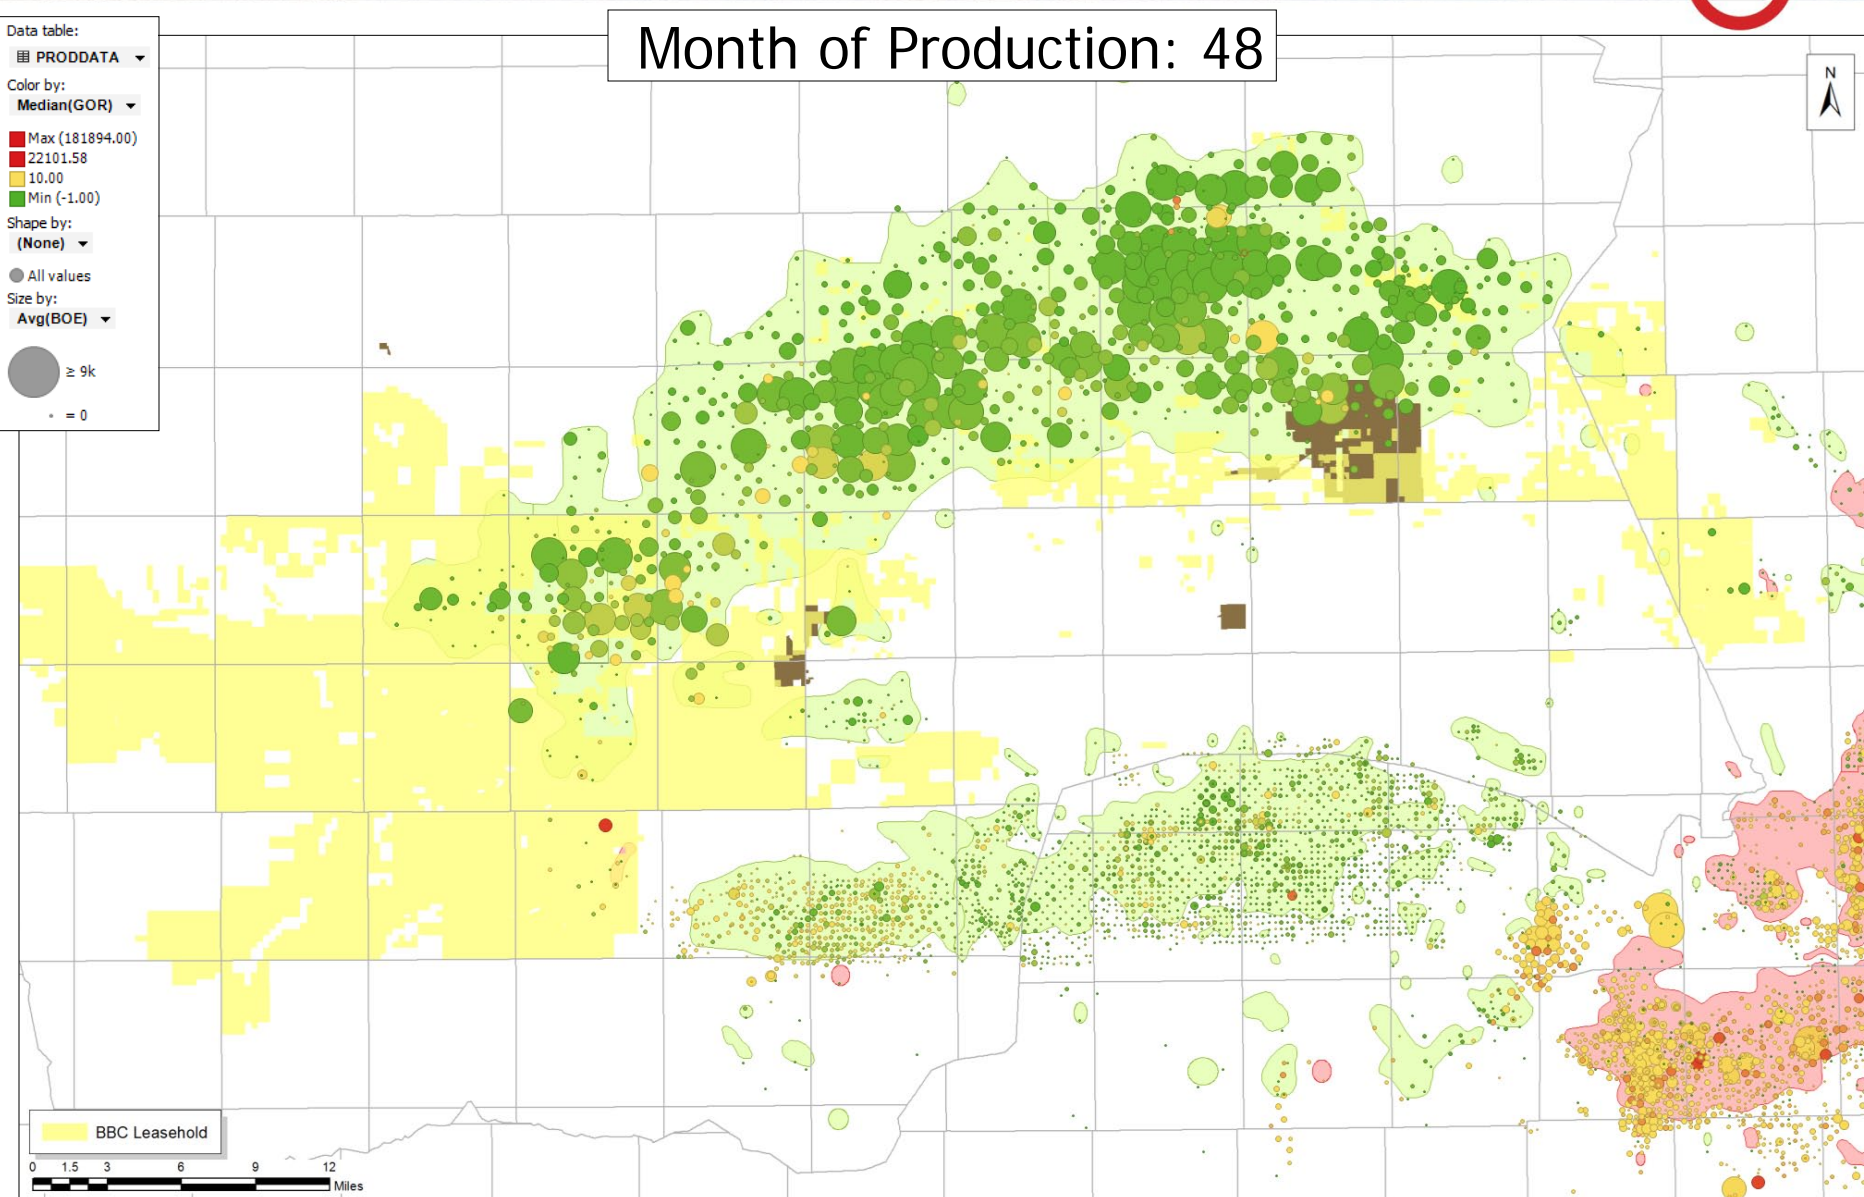 Month of Production: 48
Data table:
PRODDATA
Color by:
Median(GOR)
Max (181894.00)
22101.58
10.00
Min (-1.00)
Shape by:
(None)
All values
Size by:
Avg(BOE)
≥ 9k
= 0
N
BBC Leasehold
0 1.5 3 6 9 12
Miles